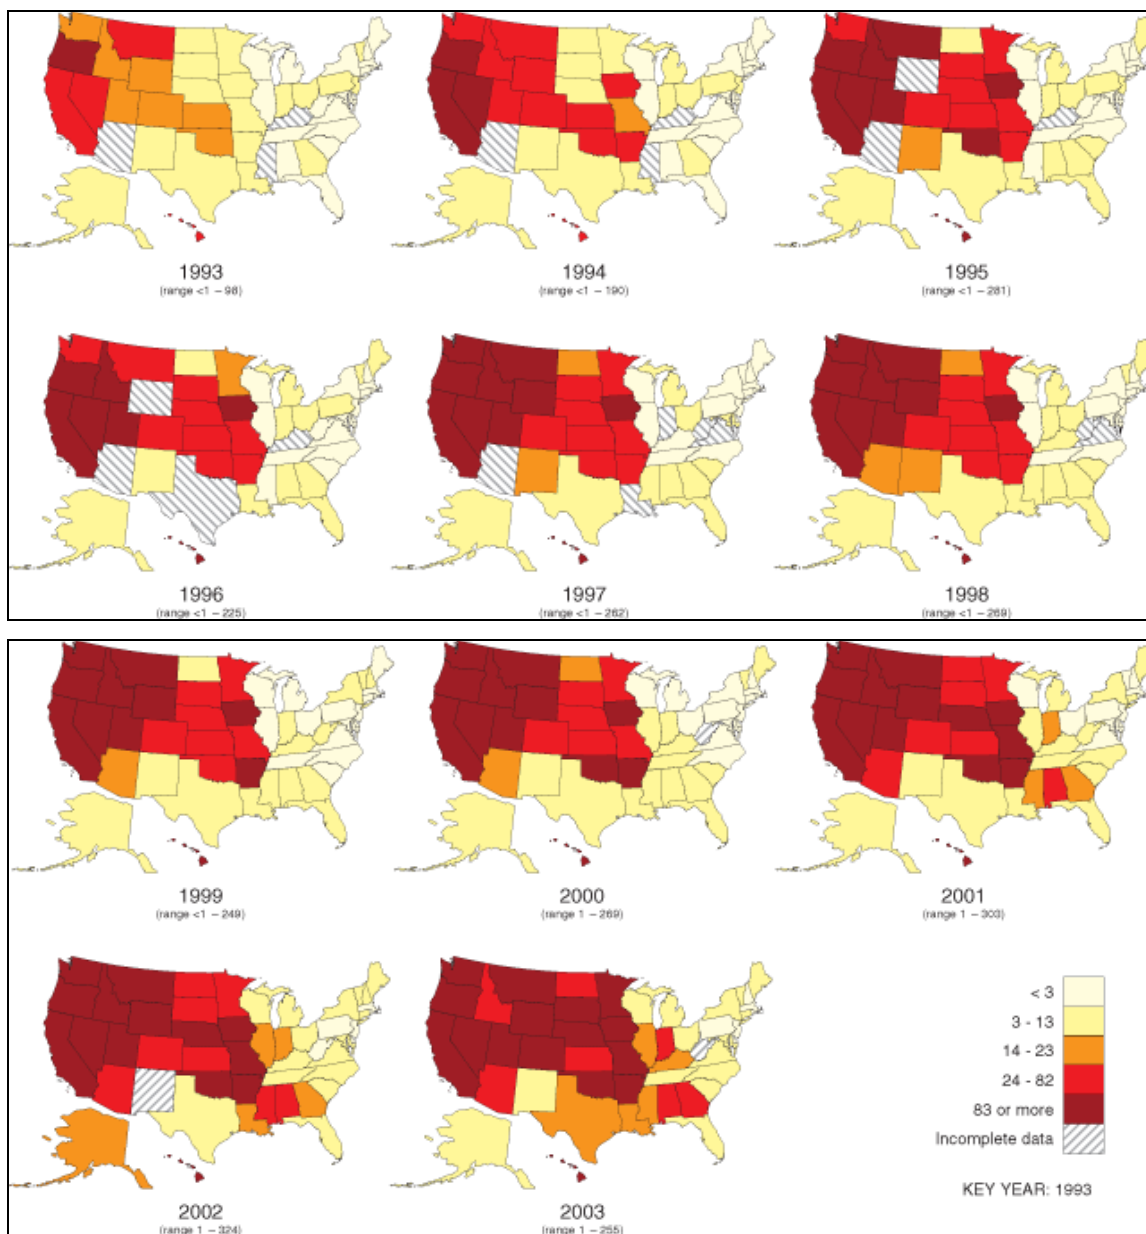 1993
(range <1 – 98)
1994
(range <1 – 190)
1995
(range <1 – 281)
1996
(range <1 – 225)
1997
(range <1 – 262)
1998
(range <1 – 269)
1999
(range <1 – 249)
2000
(range 1 – 269)
2001
(range 1 – 303)
2002
(range 1 – 324)
2003
(range 1 – 255)
< 3
3 - 13
14 - 23
24 - 82
83 or more
Incomplete data
KEY YEAR: 1993